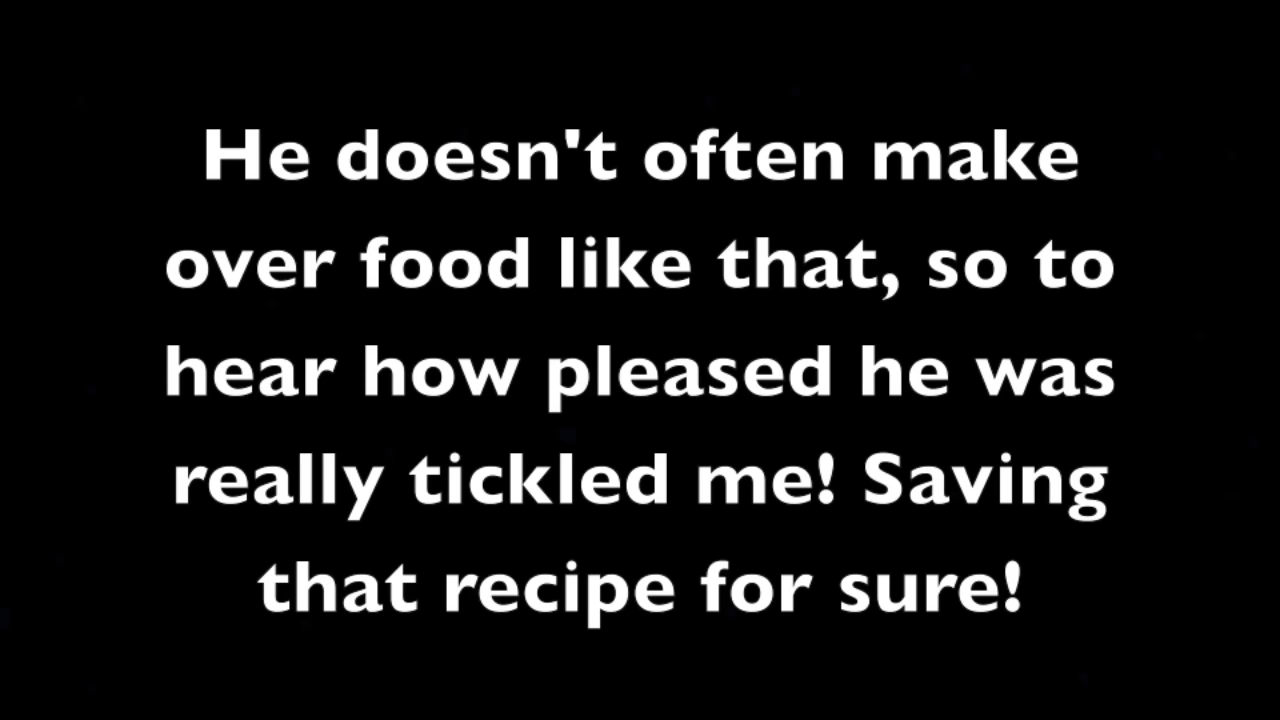 He doesn't often make
over food like that, so to
hear how pleased he was
really tickled me! Saving
that recipe for sure!